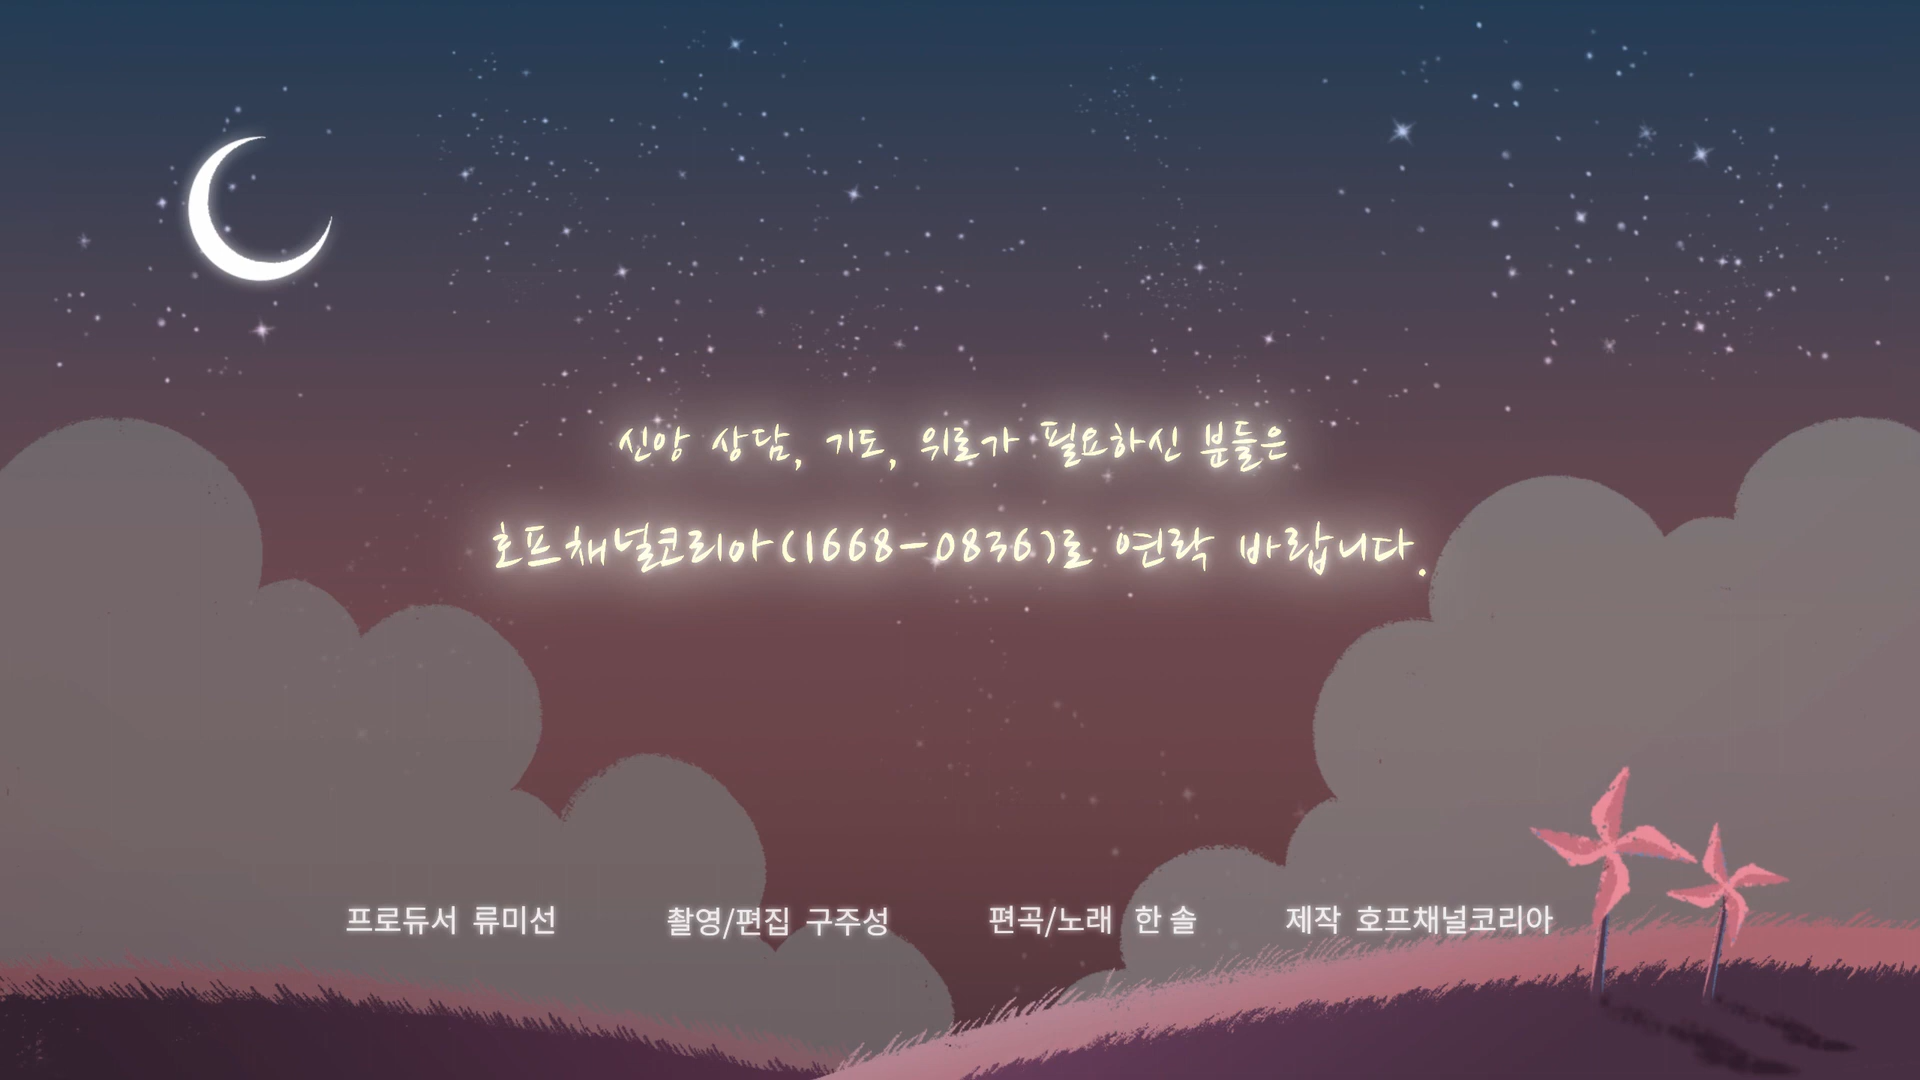 신앙 상담, 기도, 위로가 필요하신 분들은
호프채널코리아(1668-0836)로 연락 바랍니다.
프로듀서 류미선 촬영/편집 구주성 편곡/노래 한 솔 제작 호프채널코리아